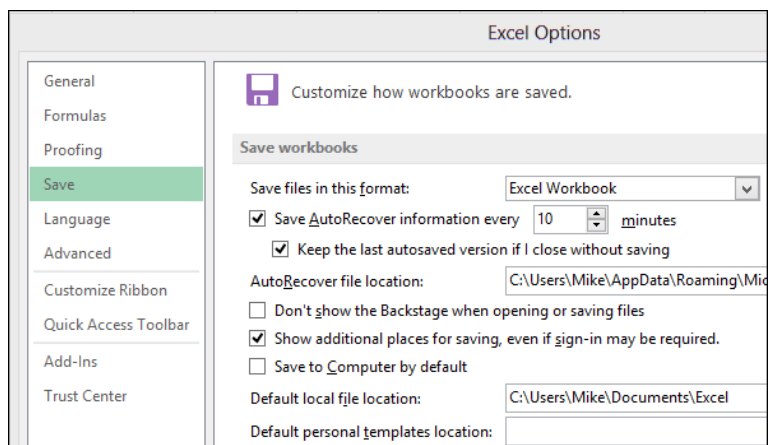 Excel Options
General
Formulas
Proofing
Save
Language
Advanced
Customize Ribbon
Quick Access Toolbar
Add-Ins
Trust Center
Customize how workbooks are saved.
Save workbooks
Save files in this format: Excel Workbook
Save AutoRecover information every 10 minutes
Keep the last autosaved version if I close without saving
AutoRecover file location: C:\Users\Mike\AppData\Roaming\Mic
Don't show the Backstage when opening or saving files
Show additional places for saving, even if sign-in may be required.
Save to Computer by default
Default local file location: C:\Users\Mike\Documents\Excel
Default personal templates location: